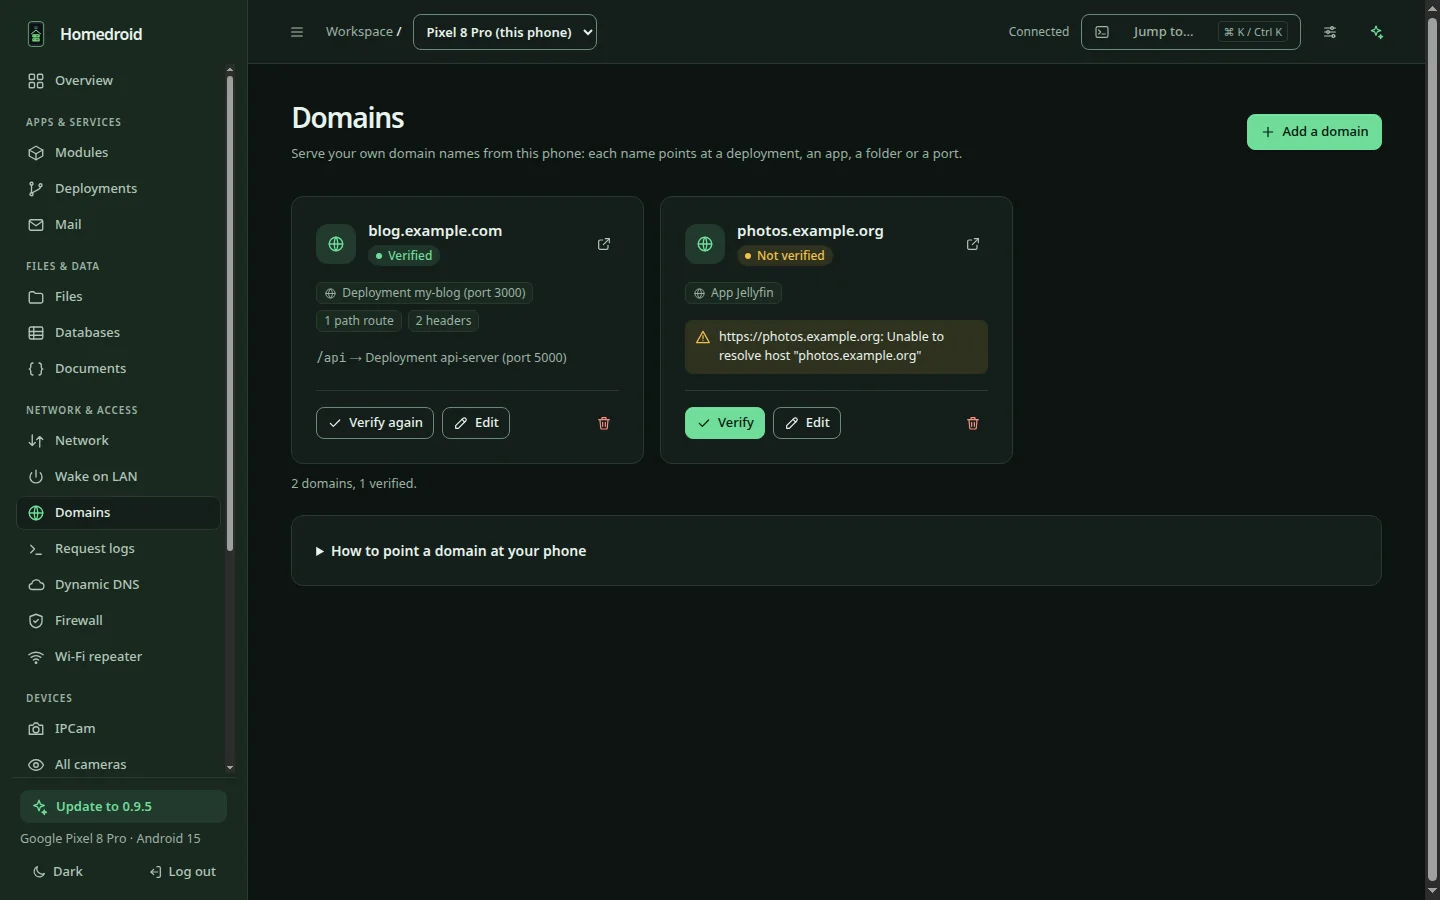 Homedroid
Overview
APPS & SERVICES
Modules
Deployments
Mail
FILES & DATA
Files
Databases
Documents
NETWORK & ACCESS
Network
Wake on LAN
Domains
Request logs
Dynamic DNS
Firewall
Wi-Fi repeater
DEVICES
IPCam
All cameras
Update to 0.9.5
Google Pixel 8 Pro · Android 15
Dark
Log out
Workspace /
Pixel 8 Pro (this phone)
Connected
Jump to...
⌘ K / Ctrl K
Domains
Serve your own domain names from this phone: each name points at a deployment, an app, a folder or a port.
Add a domain
blog.example.com
Verified
Deployment my-blog (port 3000)
1 path route
2 headers
/api → Deployment api-server (port 5000)
Verify again
Edit
photos.example.org
Not verified
App Jellyfin
https://photos.example.org: Unable to
resolve host "photos.example.org"
Verify
Edit
2 domains, 1 verified.
How to point a domain at your phone